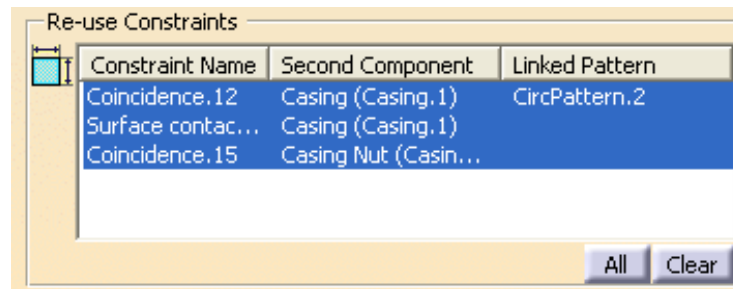 Re-use Constraints
Constraint Name Second Component Linked Pattern
Coincidence.12 Casing (Casing.1) CircPattern.2
Surface contac... Casing (Casing.1)
Coincidence.15 Casing Nut (Casin...
All Clear